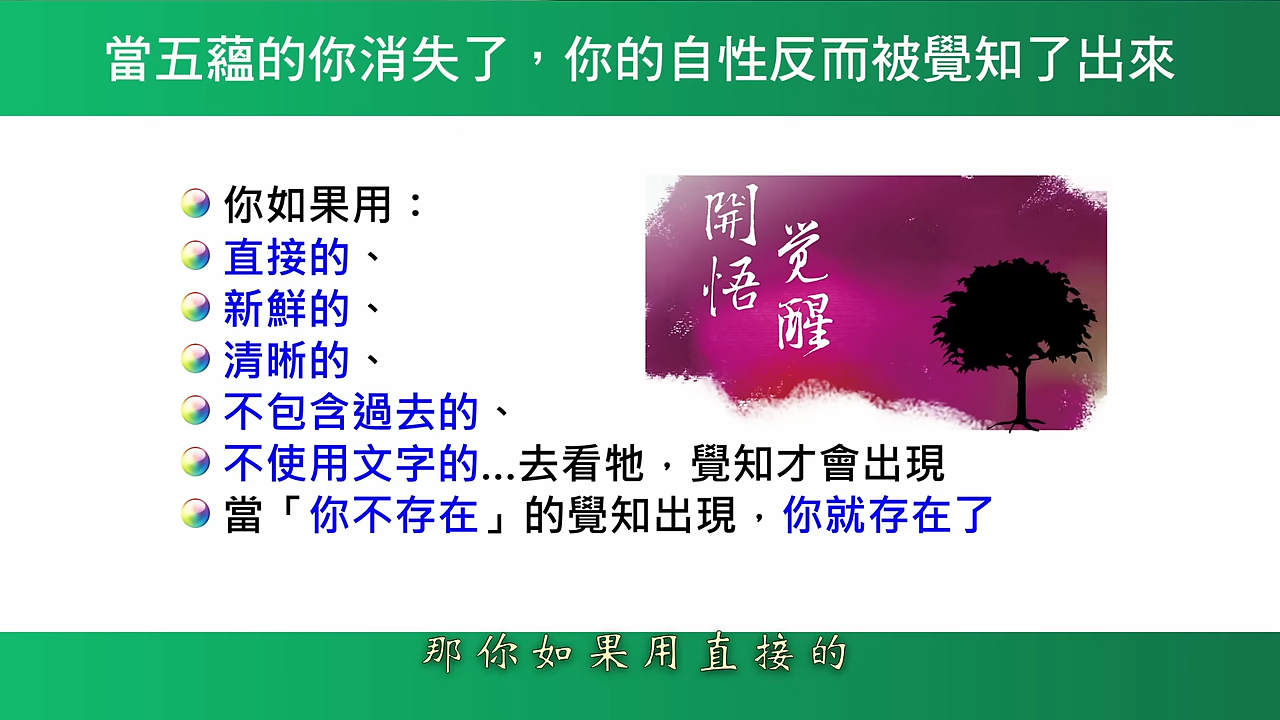 當五蘊的你消失了，你的自性反而被覺知了出來
你如果用：
直接的、
新鮮的、
清晰的、
不包含過去的、
不使用文字的...去看牠，覺知才會出現
當「你不存在」的覺知出現，你就存在了
開悟
觉醒
那你如果用直接的